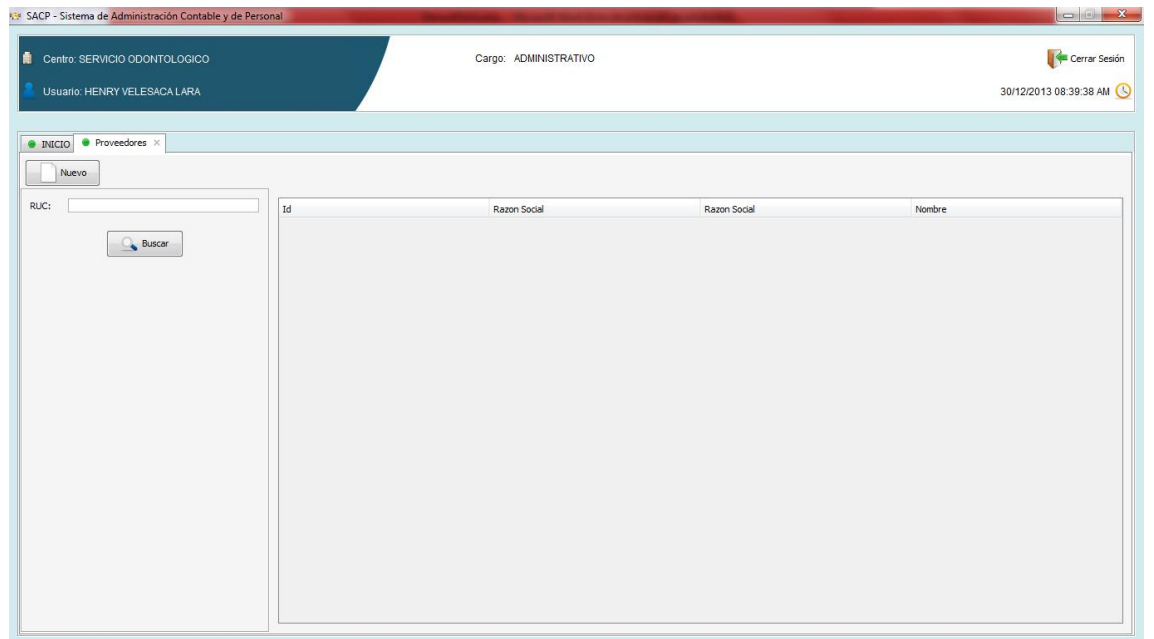 SACP - Sistema de Administración Contable y de Personal
Centro: SERVICIO ODONTOLOGICO
Cargo: ADMINISTRATIVO
Cerrar Sesión
Usuario: HENRY VELESACA LARA
30/12/2013 08:39:38 AM
INICIO Proveedores
Nuevo
RUC:
Id Razon Social Razon Social Nombre
Buscar